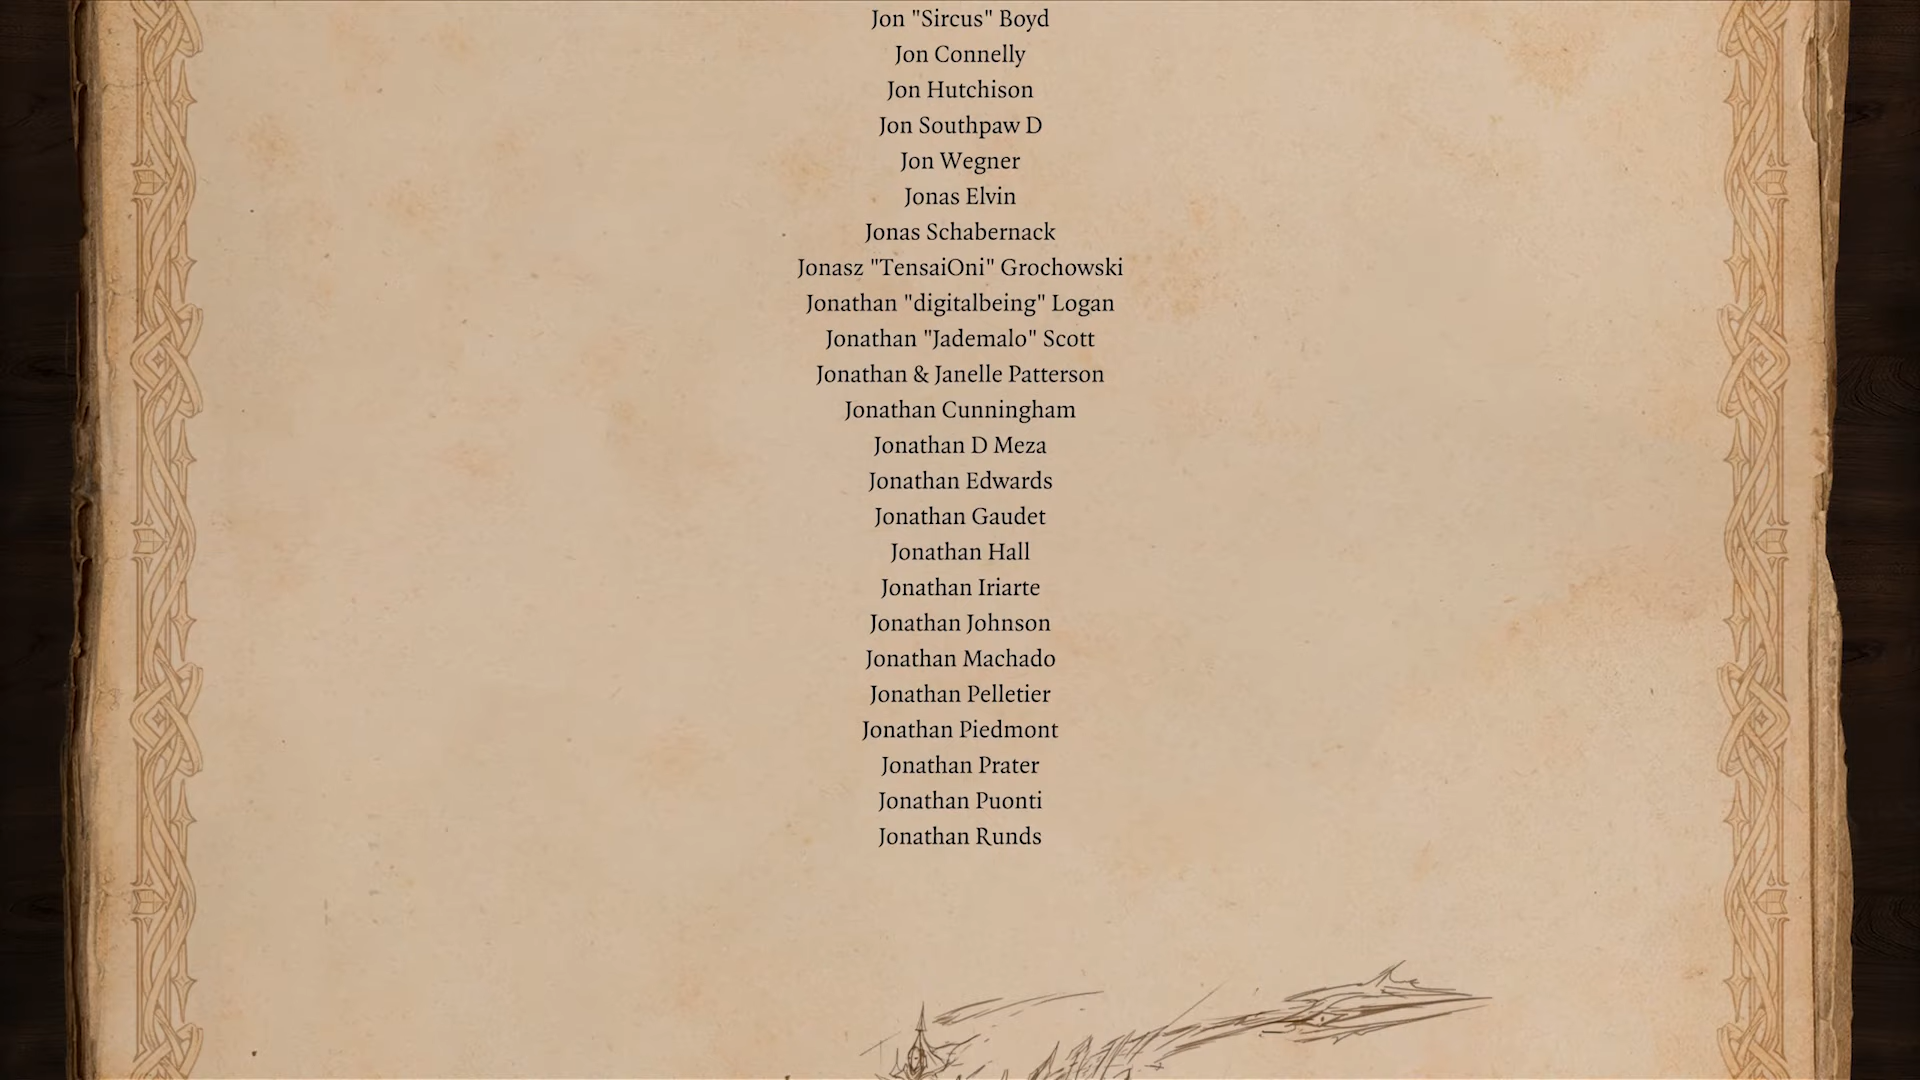 Jon "Sircus" Boyd
Jon Connelly
Jon Hutchison
Jon Southpaw D
Jon Wegner
Jonas Elvin
Jonas Schabernack
Jonasz "TensaiOni" Grochowski
Jonathan "digitalbeing" Logan
Jonathan "Jademalo" Scott
Jonathan & Janelle Patterson
Jonathan Cunningham
Jonathan D Meza
Jonathan Edwards
Jonathan Gaudet
Jonathan Hall
Jonathan Iriarte
Jonathan Johnson
Jonathan Machado
Jonathan Pelletier
Jonathan Piedmont
Jonathan Prater
Jonathan Puonti
Jonathan Runds